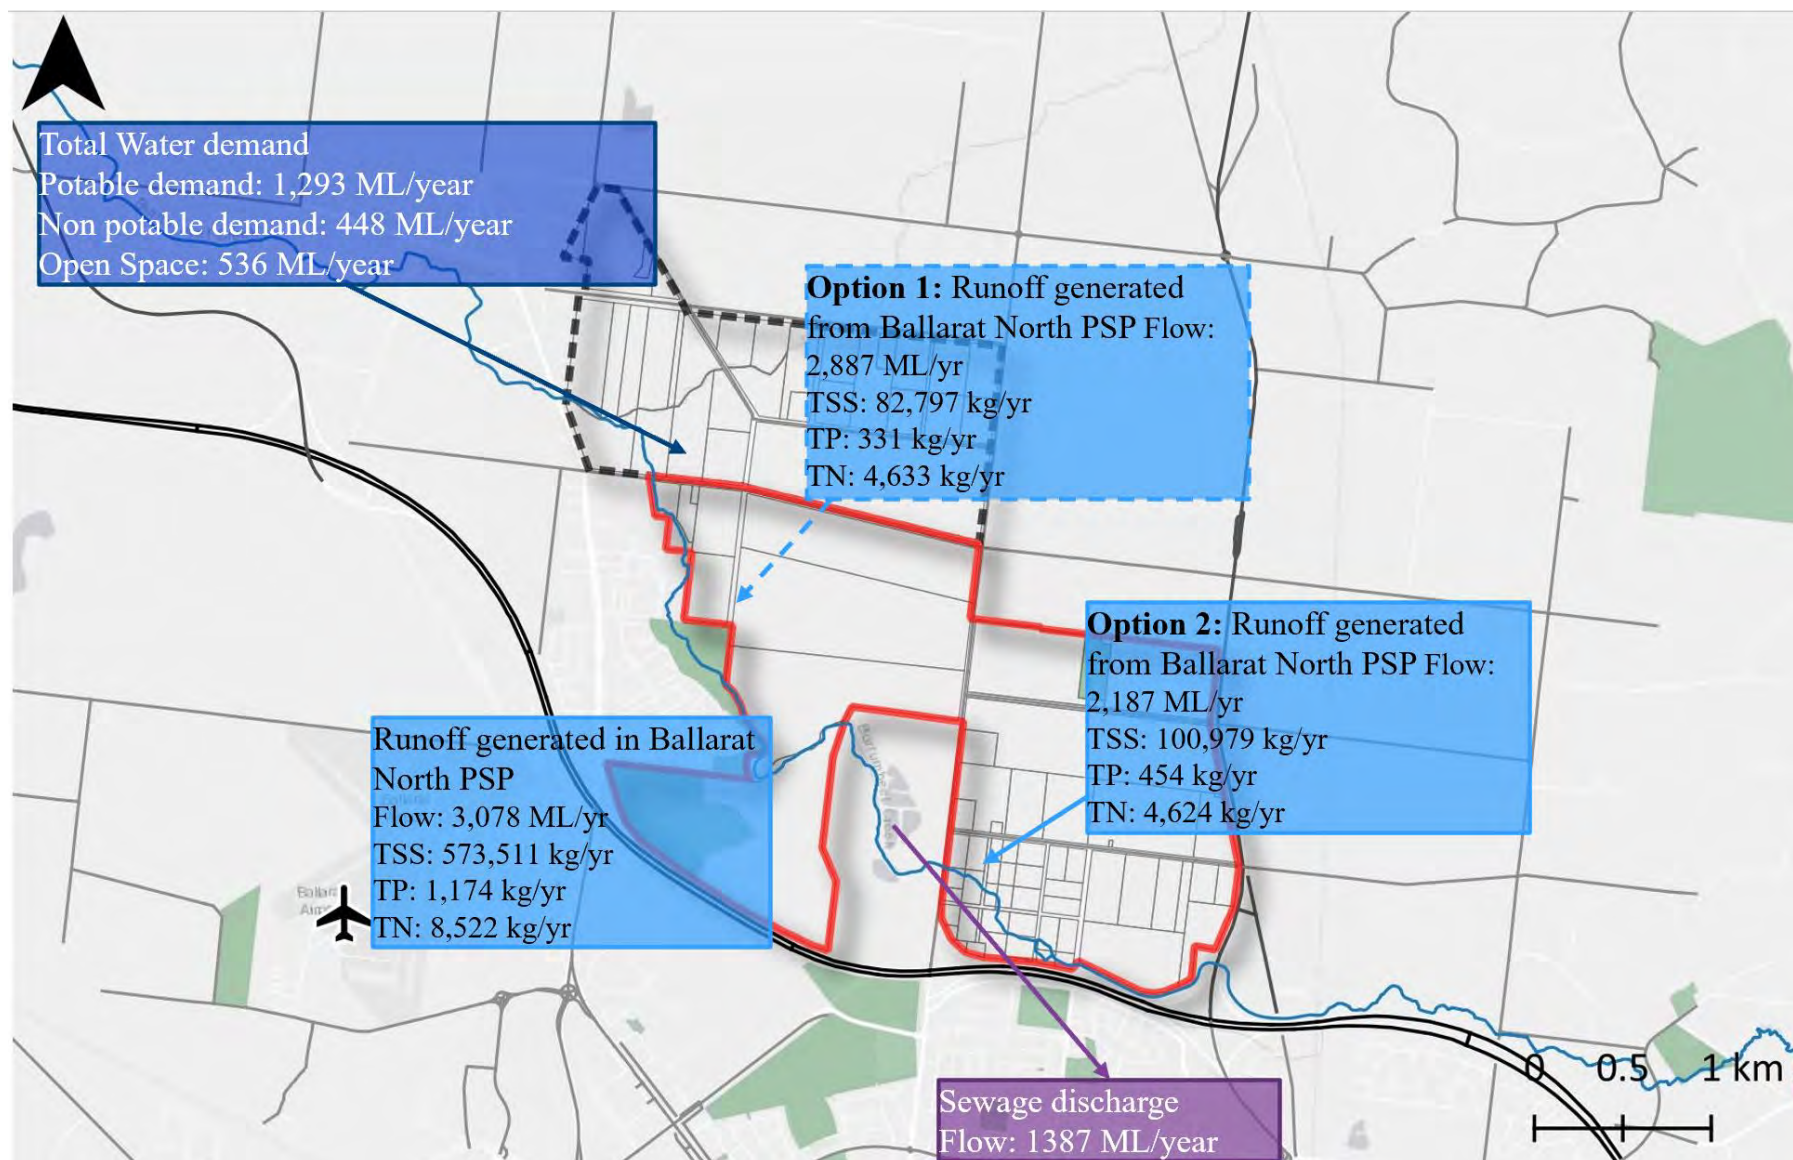 Total Water demand
Potable demand: 1,293 ML/year
Non potable demand: 448 ML/year
Open Space: 536 ML/year
Option 1: Runoff generated
from Ballarat North PSP Flow:
2,887 ML/yr
TSS: 82,797 kg/yr
TP: 331 kg/yr
TN: 4,633 kg/yr
Option 2: Runoff generated
from Ballarat North PSP Flow:
2,187 ML/yr
TSS: 100,979 kg/yr
TP: 454 kg/yr
TN: 4,624 kg/yr
Runoff generated in Ballarat
North PSP
Flow: 3,078 ML/yr
TSS: 573,511 kg/yr
TP: 1,174 kg/yr
TN: 8,522 kg/yr
Burrumbeet Creek
Sewage discharge
Flow: 1387 ML/year
0 0.5 1 km